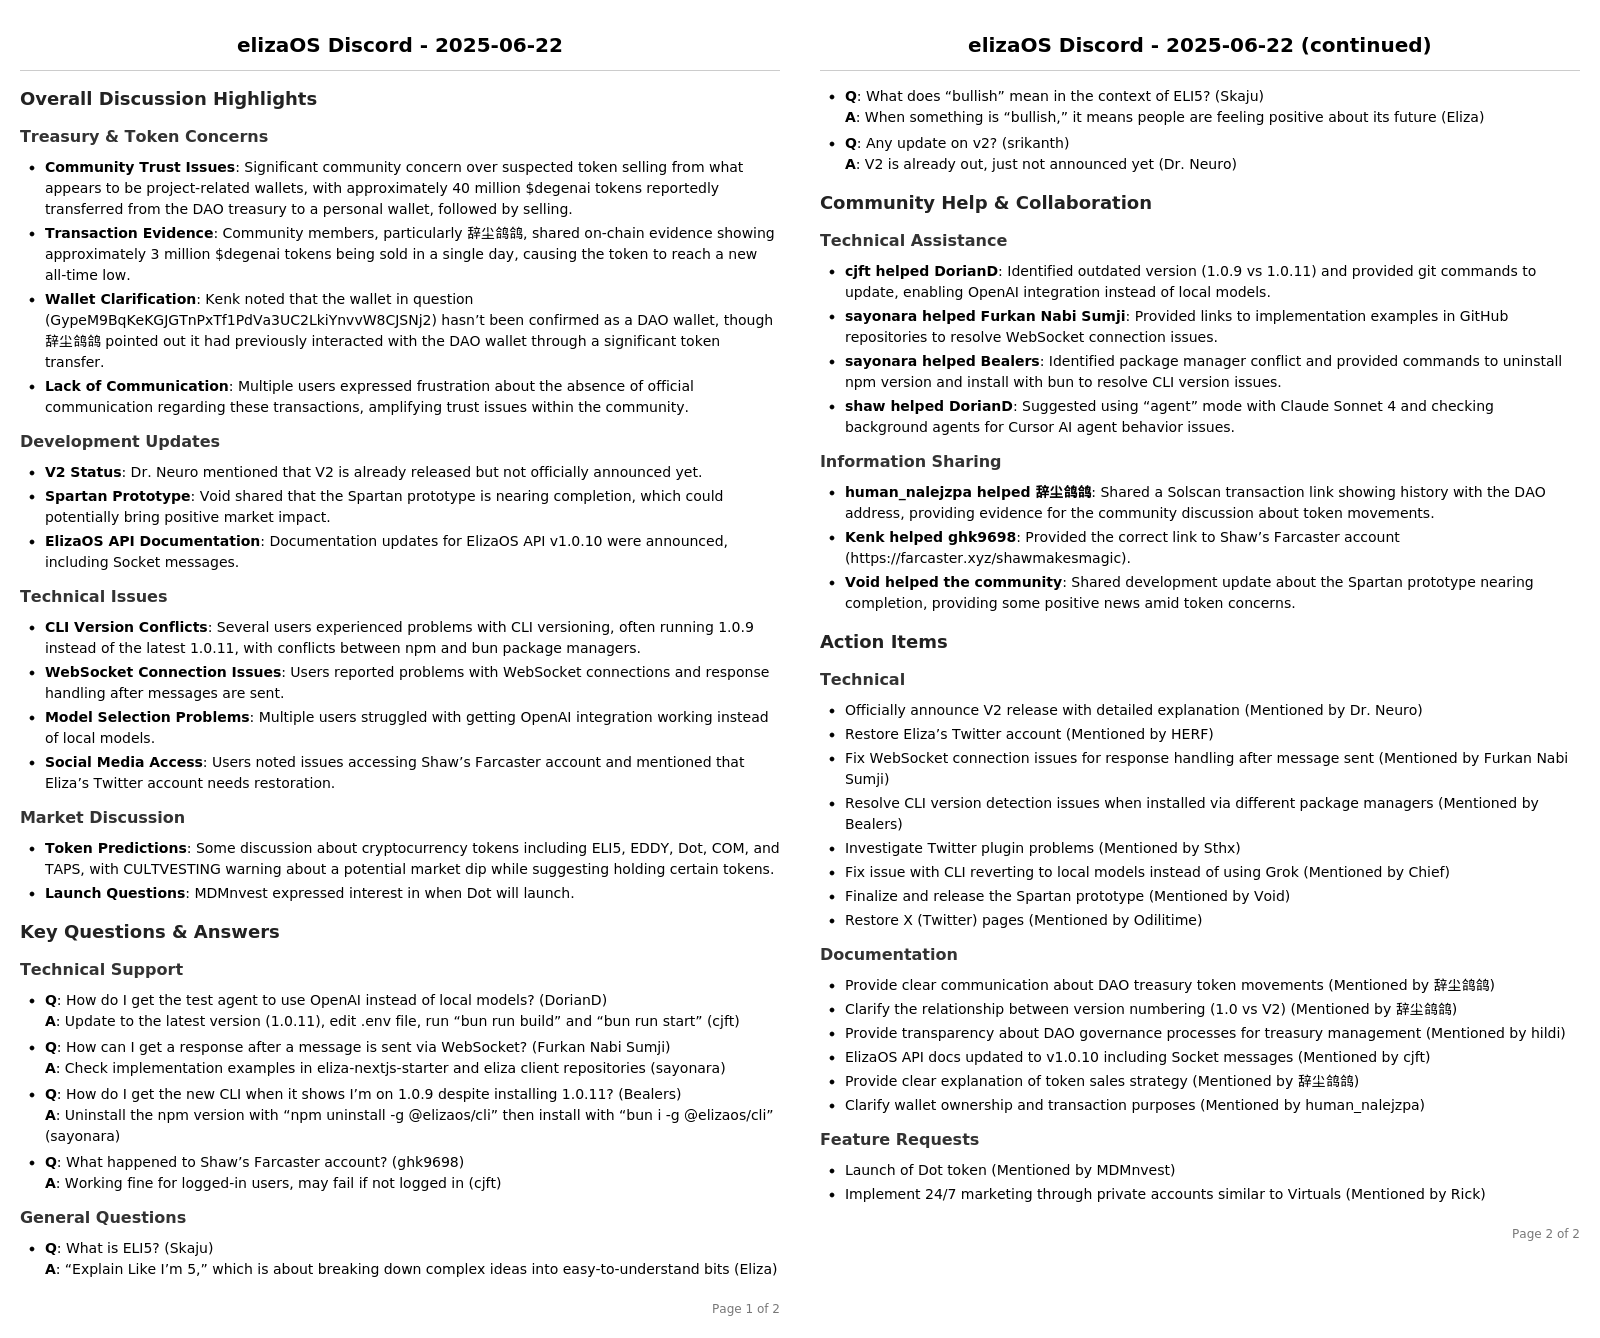 elizaOS Discord - 2025-06-22
Overall Discussion Highlights
Treasury & Token Concerns
• Community Trust Issues: Significant community concern over suspected token selling from what
appears to be project-related wallets, with approximately 40 million $degenai tokens reportedly
transferred from the DAO treasury to a personal wallet, followed by selling.
• Transaction Evidence: Community members, particularly 辞尘鸽鸽, shared on-chain evidence showing
approximately 3 million $degenai tokens being sold in a single day, causing the token to reach a new
all-time low.
• Wallet Clarification: Kenk noted that the wallet in question
(GypeM9BqKeKGJGTnPxTf1PdVa3UC2LkiYnvvW8CJSNj2) hasn’t been confirmed as a DAO wallet, though
辞尘鸽鸽 pointed out it had previously interacted with the DAO wallet through a significant token
transfer.
• Lack of Communication: Multiple users expressed frustration about the absence of official
communication regarding these transactions, amplifying trust issues within the community.
Development Updates
• V2 Status: Dr. Neuro mentioned that V2 is already released but not officially announced yet.
• Spartan Prototype: Void shared that the Spartan prototype is nearing completion, which could
potentially bring positive market impact.
• ElizaOS API Documentation: Documentation updates for ElizaOS API v1.0.10 were announced,
including Socket messages.
Technical Issues
• CLI Version Conflicts: Several users experienced problems with CLI versioning, often running 1.0.9
instead of the latest 1.0.11, with conflicts between npm and bun package managers.
• WebSocket Connection Issues: Users reported problems with WebSocket connections and response
handling after messages are sent.
• Model Selection Problems: Multiple users struggled with getting OpenAI integration working instead
of local models.
• Social Media Access: Users noted issues accessing Shaw’s Farcaster account and mentioned that
Eliza’s Twitter account needs restoration.
Market Discussion
• Token Predictions: Some discussion about cryptocurrency tokens including ELI5, EDDY, Dot, COM, and
TAPS, with CULTVESTING warning about a potential market dip while suggesting holding certain tokens.
• Launch Questions: MDMnvest expressed interest in when Dot will launch.
Key Questions & Answers
Technical Support
• Q: How do I get the test agent to use OpenAI instead of local models? (DorianD)
A: Update to the latest version (1.0.11), edit .env file, run “bun run build” and “bun run start” (cjft)
• Q: How can I get a response after a message is sent via WebSocket? (Furkan Nabi Sumji)
A: Check implementation examples in eliza-nextjs-starter and eliza client repositories (sayonara)
• Q: How do I get the new CLI when it shows I’m on 1.0.9 despite installing 1.0.11? (Bealers)
A: Uninstall the npm version with “npm uninstall -g @elizaos/cli” then install with “bun i -g @elizaos/cli”
(sayonara)
• Q: What happened to Shaw’s Farcaster account? (ghk9698)
A: Working fine for logged-in users, may fail if not logged in (cjft)
General Questions
• Q: What is ELI5? (Skaju)
A: “Explain Like I’m 5,” which is about breaking down complex ideas into easy-to-understand bits (Eliza)
Page 1 of 2
elizaOS Discord - 2025-06-22 (continued)
• Q: What does “bullish” mean in the context of ELI5? (Skaju)
A: When something is “bullish,” it means people are feeling positive about its future (Eliza)
• Q: Any update on v2? (srikanth)
A: V2 is already out, just not announced yet (Dr. Neuro)
Community Help & Collaboration
Technical Assistance
• cjft helped DorianD: Identified outdated version (1.0.9 vs 1.0.11) and provided git commands to
update, enabling OpenAI integration instead of local models.
• sayonara helped Furkan Nabi Sumji: Provided links to implementation examples in GitHub
repositories to resolve WebSocket connection issues.
• sayonara helped Bealers: Identified package manager conflict and provided commands to uninstall
npm version and install with bun to resolve CLI version issues.
• shaw helped DorianD: Suggested using “agent” mode with Claude Sonnet 4 and checking
background agents for Cursor AI agent behavior issues.
Information Sharing
• human_nalejzpa helped 辞尘鸽鸽: Shared a Solscan transaction link showing history with the DAO
address, providing evidence for the community discussion about token movements.
• Kenk helped ghk9698: Provided the correct link to Shaw’s Farcaster account
(https://farcaster.xyz/shawmakesmagic).
• Void helped the community: Shared development update about the Spartan prototype nearing
completion, providing some positive news amid token concerns.
Action Items
Technical
• Officially announce V2 release with detailed explanation (Mentioned by Dr. Neuro)
• Restore Eliza’s Twitter account (Mentioned by HERF)
• Fix WebSocket connection issues for response handling after message sent (Mentioned by Furkan Nabi
Sumji)
• Resolve CLI version detection issues when installed via different package managers (Mentioned by
Bealers)
• Investigate Twitter plugin problems (Mentioned by Sthx)
• Fix issue with CLI reverting to local models instead of using Grok (Mentioned by Chief)
• Finalize and release the Spartan prototype (Mentioned by Void)
• Restore X (Twitter) pages (Mentioned by Odilitime)
Documentation
• Provide clear communication about DAO treasury token movements (Mentioned by 辞尘鸽鸽)
• Clarify the relationship between version numbering (1.0 vs V2) (Mentioned by 辞尘鸽鸽)
• Provide transparency about DAO governance processes for treasury management (Mentioned by hildi)
• ElizaOS API docs updated to v1.0.10 including Socket messages (Mentioned by cjft)
• Provide clear explanation of token sales strategy (Mentioned by 辞尘鸽鸽)
• Clarify wallet ownership and transaction purposes (Mentioned by human_nalejzpa)
Feature Requests
• Launch of Dot token (Mentioned by MDMnvest)
• Implement 24/7 marketing through private accounts similar to Virtuals (Mentioned by Rick)
Page 2 of 2